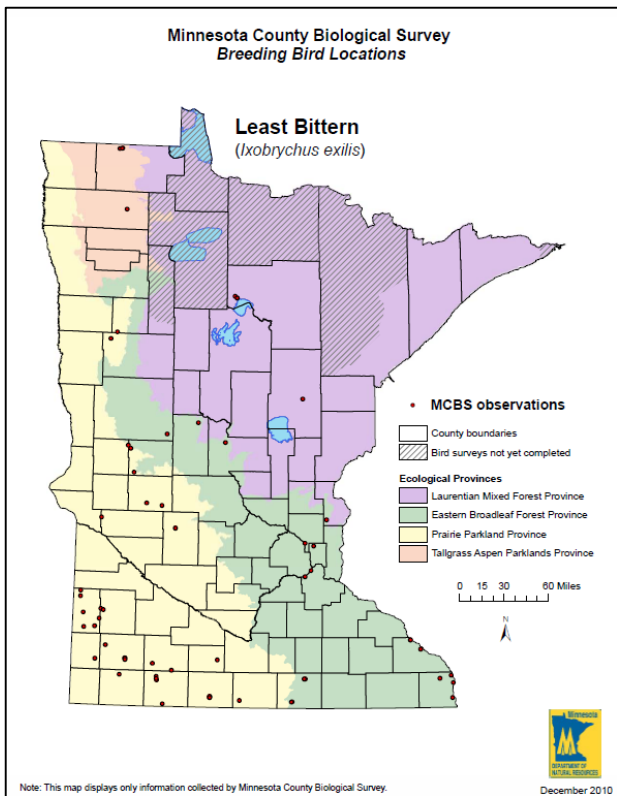 Minnesota County Biological Survey
Breeding Bird Locations
Least Bittern
(Ixobrychus exilis)
MCBS observations
County boundaries
Bird surveys not yet completed
Ecological Provinces
Laurentian Mixed Forest Province
Eastern Broadleaf Forest Province
Prairie Parkland Province
Tallgrass Aspen Parklands Province
0 15 30 60 Miles
N
Minnesota
DEPARTMENT OF
NATURAL RESOURCES
Note: This map displays only information collected by Minnesota County Biological Survey.
December 2010